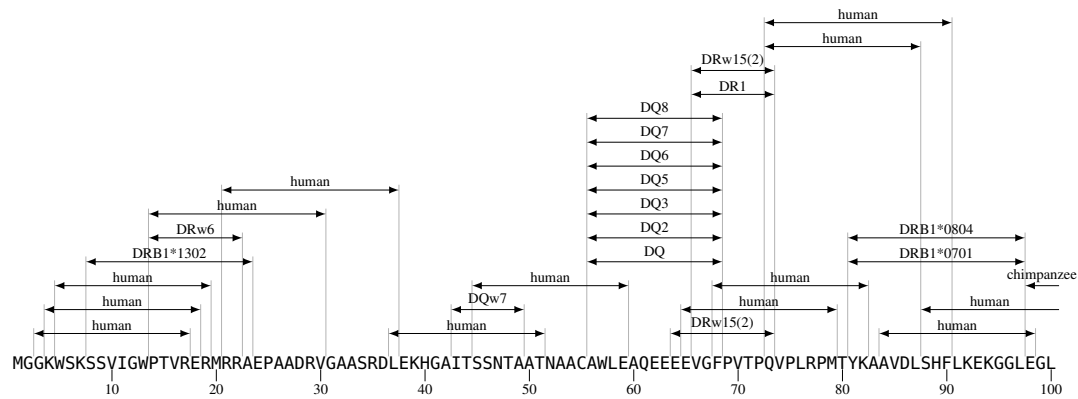 human
human
DRw15(2)
DR1
DQ8
DQ7
DQ6
human DQ5
human DQ3
DRw6 DQ2 DRB1*0804
DRB1*1302 DQ DRB1*0701
human human human chimpanzee
human DQw7 human human
human human DRw15(2) human
MGGKWSKSSVIGWPTVRERMRRAEPAADRVGAASRDLEKHGAITSSNTAATNAACAWLEAQEEEEVGFPVTPQVPLRPMTYKAAVDLSHFLKEKGGLEGL
10 20 30 40 50 60 70 80 90 100